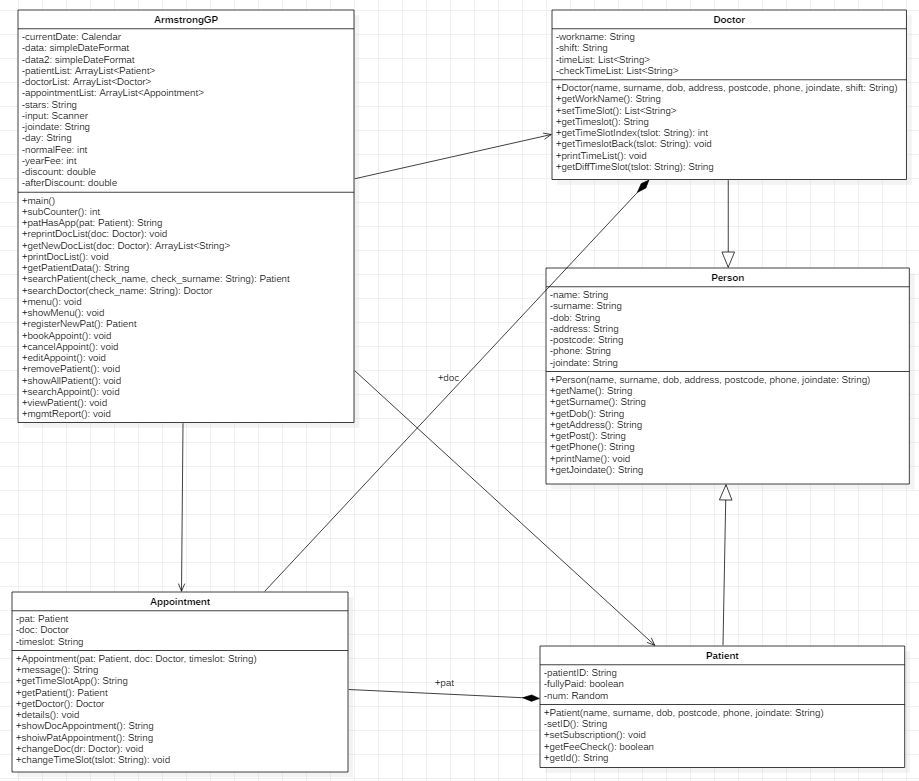 ArmstrongGP
-currentDate: Calendar
-data: simpleDateFormat
-data2: simpleDateFormat
-patientList: ArrayList<Patient>
-doctorList: ArrayList<Doctor>
-appointmentList: ArrayList<Appointment>
-stars: String
-input: Scanner
-joindate: String
-day: String
-normalFee: int
-yearFee: int
-discount: double
-afterDiscount: double
+main()
+subCounter(): int
+patHasApp(pat: Patient): String
+reprintDocList(doc: Doctor): void
+getNewDocList(doc: Doctor): ArrayList<String>
+printDocList(): void
+getPatientData(): String
+searchPatient(check_name, check_surname: String): Patient
+searchDoctor(check_name: String): Doctor
+menu(): void
+showMenu(): void
+registerNewPat(): Patient
+bookAppoint(): void
+cancelAppoint(): void
+editAppoint(): void
+removePatient(): void
+showAllPatient(): void
+searchAppoint(): void
+viewPatient(): void
+mgmtReport(): void
Doctor
-workname: String
-shift: String
-timeList: List<String>
-checkTimeList: List<String>
+Doctor(name, surname, dob, address, postcode, phone, joindate, shift: String)
+getWorkName(): String
+setTimeSlot(): List<String>
+getTimeslot(): String
+getTimeSlotIndex(tslot: String): int
+getTimeslotBack(tslot: String): void
+printTimeList(): void
+getDiffTimeSlot(tslot: String): String
Person
-name: String
-surname: String
-dob: String
-address: String
-postcode: String
-phone: String
-joindate: String
+Person(name, surname, dob, address, postcode, phone, joindate: String)
+getName(): String
+getSurname(): String
+getDob(): String
+getAddress(): String
+getPost(): String
+getPhone(): String
+printName(): void
+getJoindate(): String
+doc
Appointment
-pat: Patient
-doc: Doctor
-timeslot: String
+Appointment(pat: Patient, doc: Doctor, timeslot: String)
+message(): String
+getTimeSlotApp(): String
+getPatient(): Patient
+getDoctor(): Doctor
+details(): void
+showDocAppointment(): String
+shoiwPatAppointment(): String
+changeDoc(dr: Doctor): void
+changeTimeSlot(tslot: String): void
+pat
Patient
-patientID: String
-fullyPaid: boolean
-num: Random
+Patient(name, surname, dob, postcode, phone, joindate: String)
-setID(): String
+setSubscription(): void
+getFeeCheck(): boolean
+getId(): String